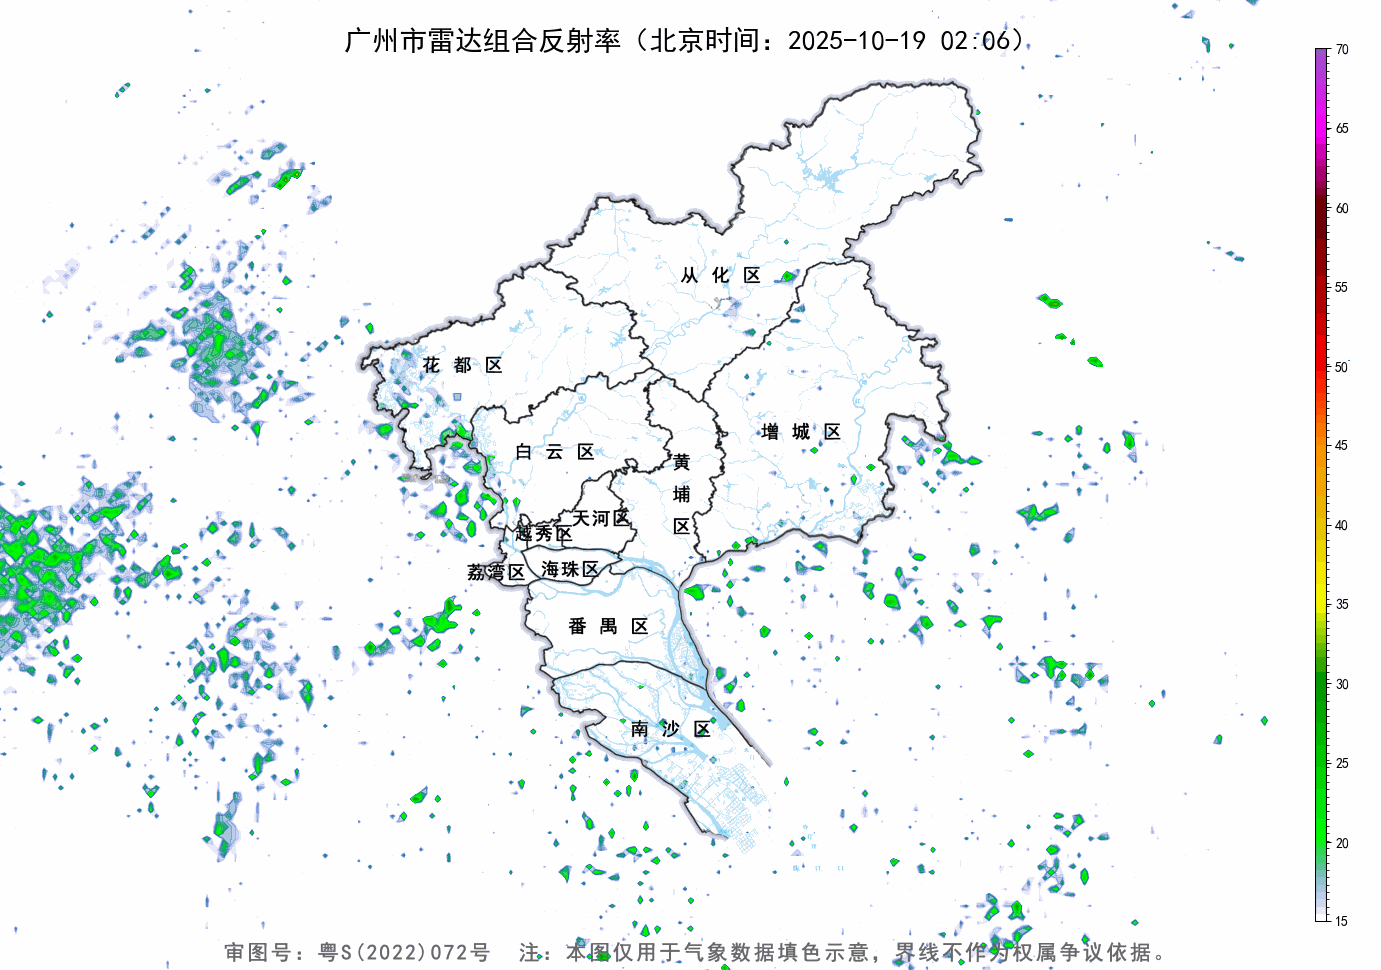 广州市雷达组合反射率（北京时间：2025-10-19 02:06）
70
65
60
55
50
45
40
35
30
25
20
15
从化区
花都区
增城区
白云区
黄埔区
天河区
越秀区
荔湾区
海珠区
番禺区
南沙区
审图号：粤S(2022)072号 注：本图仅用于气象数据填色示意，界线不作为权属争议依据。